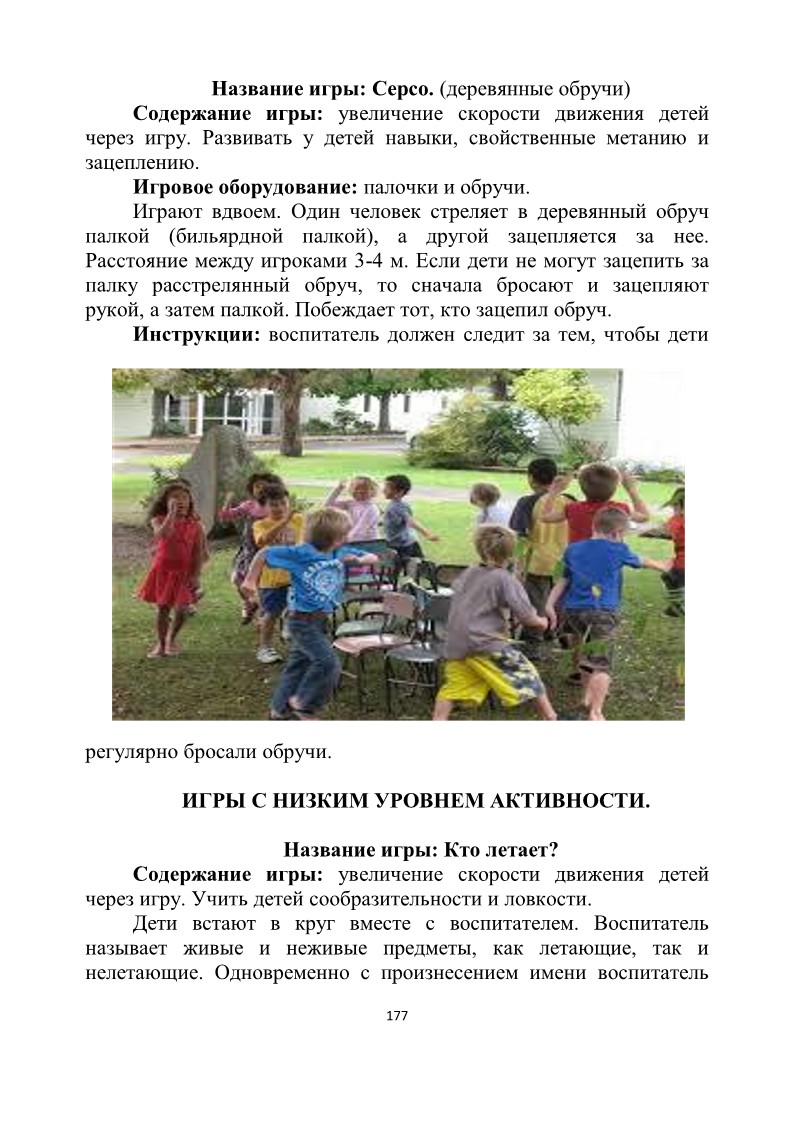 Название игры: Серсо. (деревянные обручи)
Содержание игры: увеличение скорости движения детей
через игру. Развивать у детей навыки, свойственные метанию и
зацеплению.
Игровое оборудование: палочки и обручи.
Играют вдвоем. Один человек стреляет в деревянный обруч
палкой (бильярдной палкой), а другой зацепляется за нее.
Расстояние между игроками 3-4 м. Если дети не могут зацепить за
палку расстрелянный обруч, то сначала бросают и зацепляют
рукой, а затем палкой. Побеждает тот, кто зацепил обруч.
Инструкции: воспитатель должен следит за тем, чтобы дети
регулярно бросали обручи.
ИГРЫ С НИЗКИМ УРОВНЕМ АКТИВНОСТИ.
Название игры: Кто летает?
Содержание игры: увеличение скорости движения детей
через игру. Учить детей сообразительности и ловкости.
Дети встают в круг вместе с воспитателем. Воспитатель
называет живые и неживые предметы, как летающие, так и
нелетающие. Одновременно с произнесением имени воспитатель
177